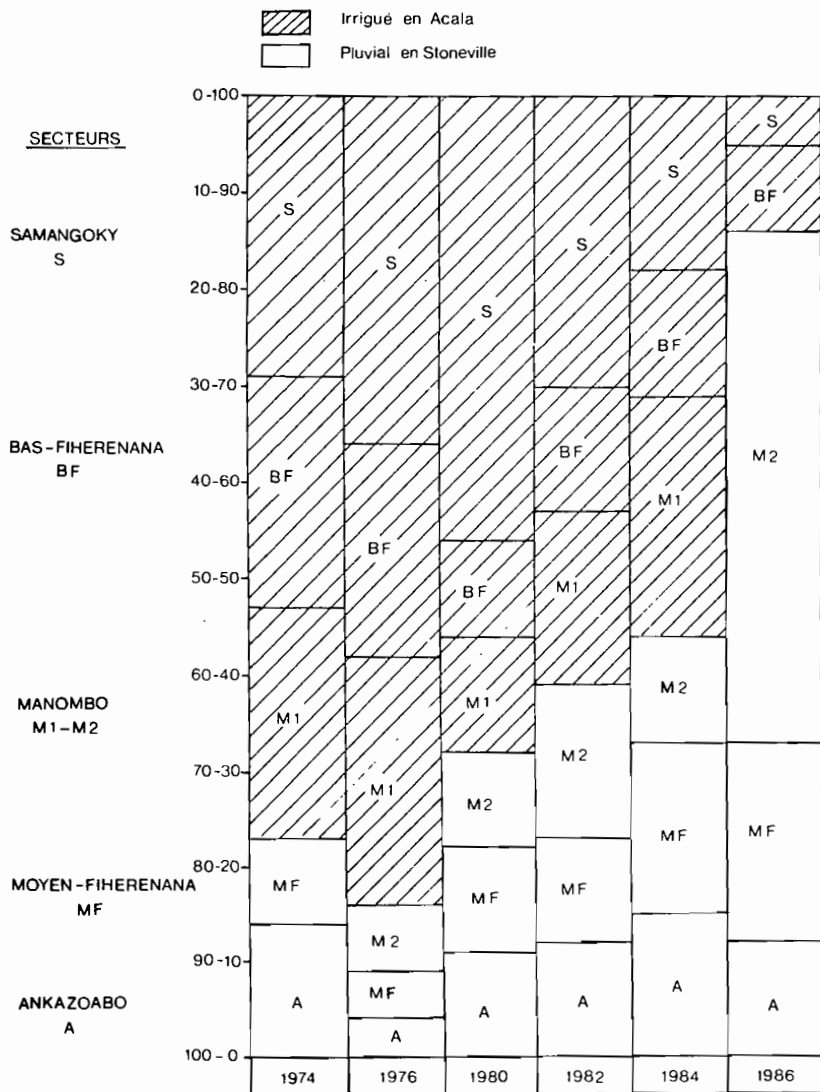 Irrigué en Acala
Pluvial en Stoneville
SECTEURS
SAMANGOKY
S
BAS-FIHERENANA
BF
MANOMBO
M1-M2
MOYEN-FIHERENANA
MF
ANKAZOABO
A
0-100
10-90
20-80
30-70
40-60
50-50
60-40
70-30
80-20
90-10
100-0
S
BF
M1
MF
A
S
BF
M1
M2
MF
A
S
BF
M1
M2
MF
A
S
BF
M1
M2
MF
A
S
BF
M1
M2
MF
A
S
BF
M2
MF
A
1974 1976 1980 1982 1984 1986